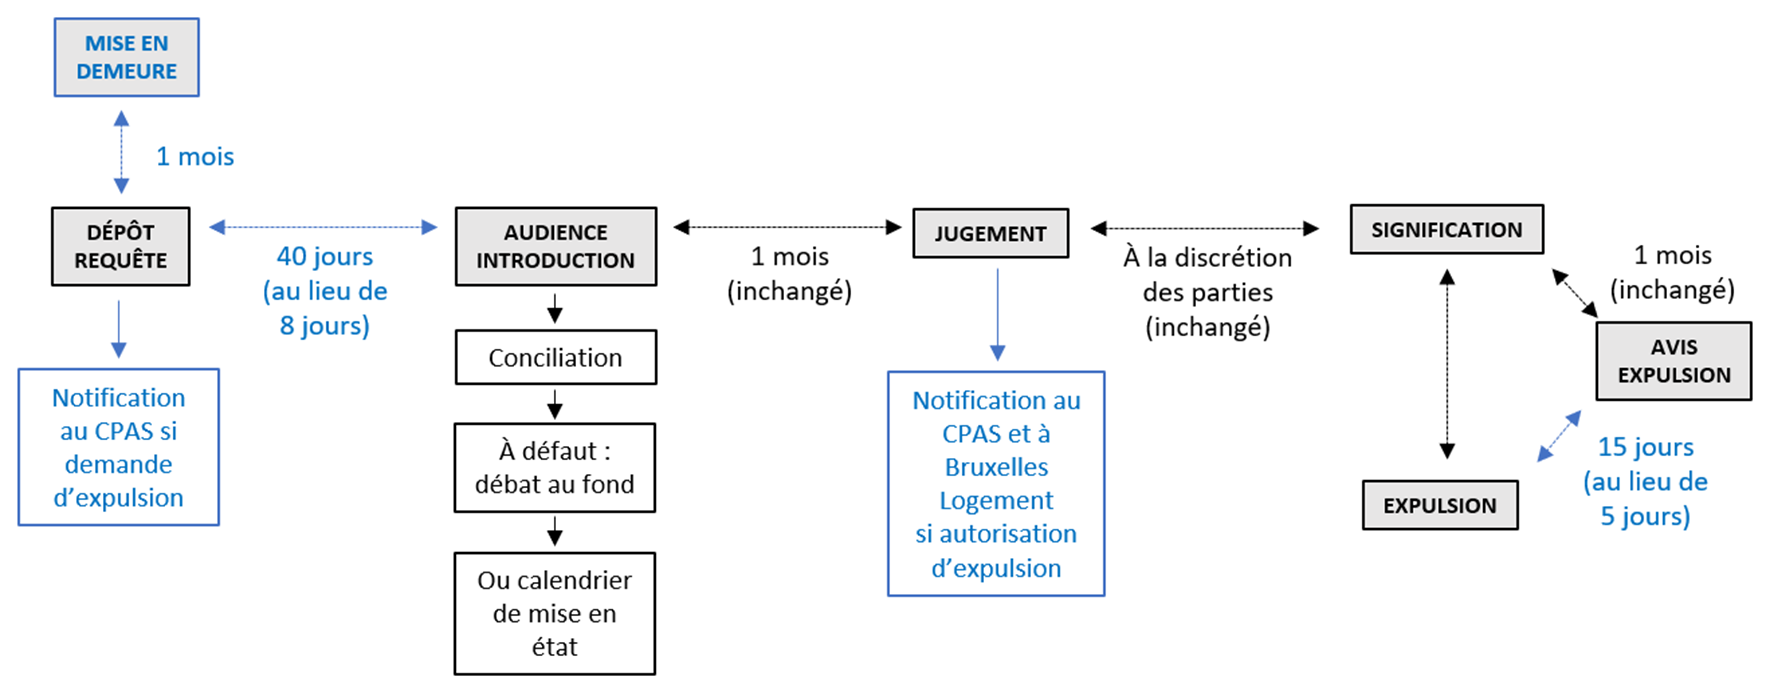 MISE EN
DEMEURE
1 mois
DÉPÔT
REQUÊTE
40 jours
(au lieu de
8 jours)
Notification
au CPAS si
demande
d’expulsion
AUDIENCE
INTRODUCTION
Conciliation
À défaut :
débat au fond
Ou calendrier
de mise en
état
1 mois
(inchangé)
JUGEMENT
Notification au
CPAS et à
Bruxelles
Logement
si autorisation
d’expulsion
À la discrétion
des parties
(inchangé)
SIGNIFICATION
1 mois
(inchangé)
AVIS
EXPULSION
15 jours
(au lieu de
5 jours)
EXPULSION